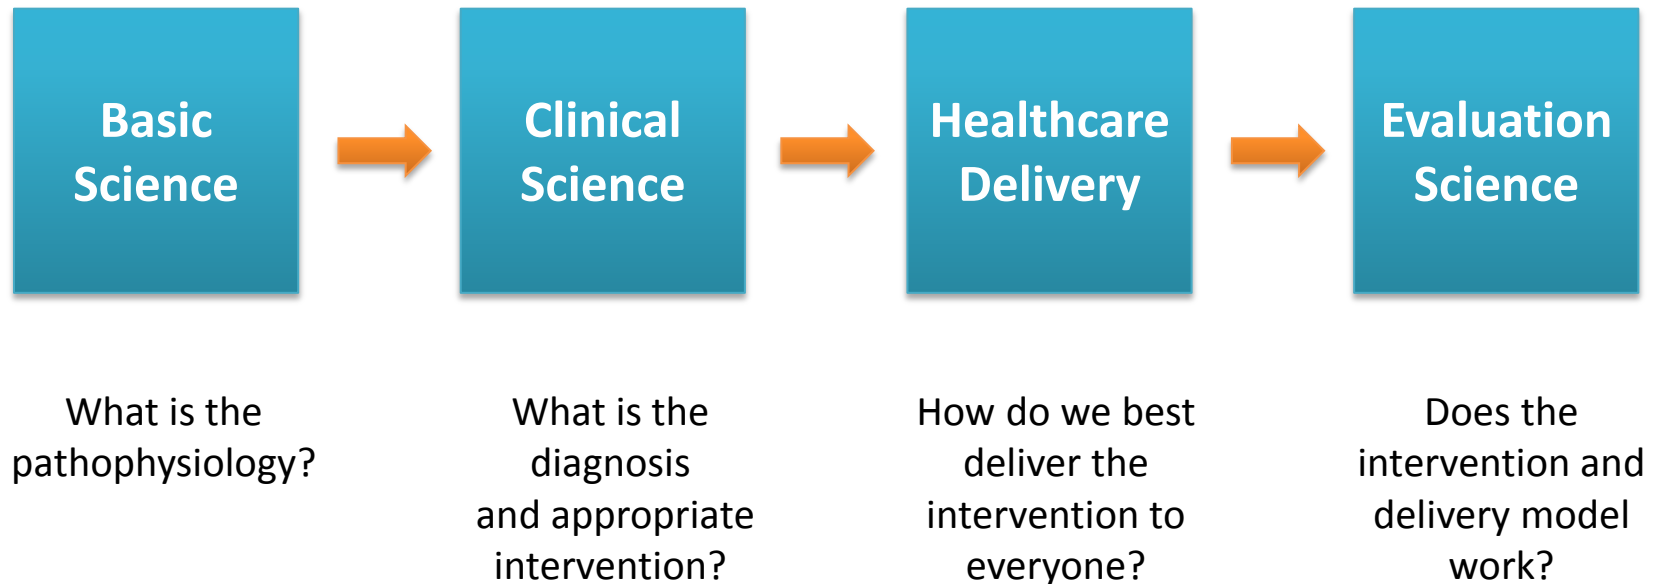 Basic
Science
Clinical
Science
Healthcare
Delivery
Evaluation
Science
What is the
pathophysiology?
What is the
diagnosis
and appropriate
intervention?
How do we best
deliver the
intervention to
everyone?
Does the
intervention and
delivery model
work?